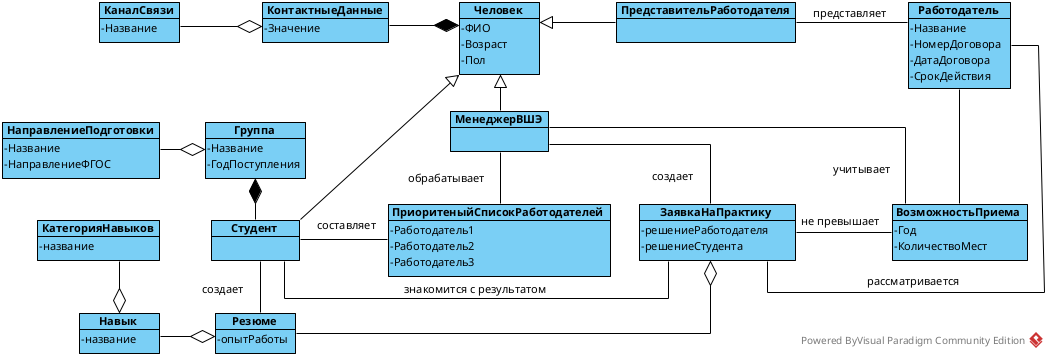 КаналСвязи
-Название
КонтактныеДанные
-Значение
Человек
-ФИО
-Возраст
-Пол
ПредставительРаботодателя
представляет
Работодатель
-Название
-НомерДоговора
-ДатаДоговора
-СрокДействия
МенеджерВШЭ
НаправлениеПодготовки
-Название
-НаправлениеФГОС
Группа
-Название
-ГодПоступления
обрабатывает
создает
учитывает
КатегорияНавыков
-название
Студент
составляет
ПриоритеныйСписокРаботодателей
-Работодатель1
-Работодатель2
-Работодатель3
ЗаявкаНаПрактику
-решениеРаботодателя
-решениеСтудента
не превышает
ВозможностьПриема
-Год
-КоличествоМест
создает
знакомится с результатом
рассматривается
Навык
-название
Резюме
-опытРаботы
Powered ByVisual Paradigm Community Edition